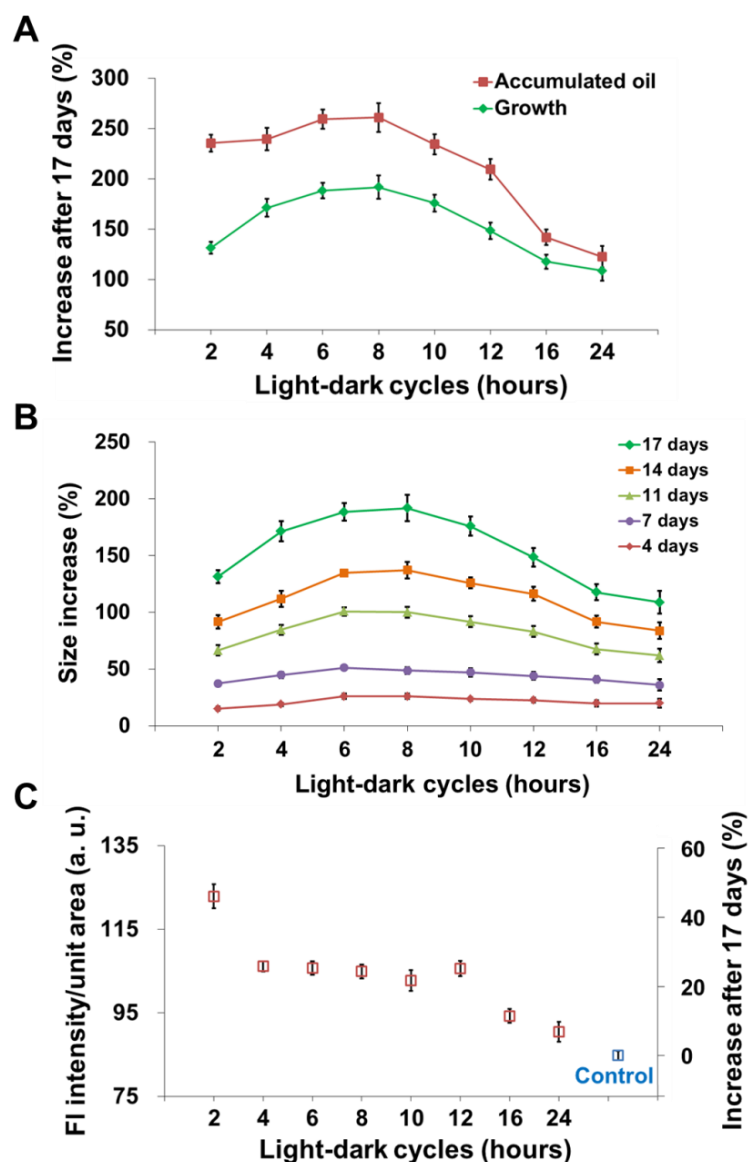 A
Increase after 17 days (%)
300
250
200
150
100
50
Accumulated oil
Growth
2 4 6 8 10 12 16 24
Light-dark cycles (hours)
B
Size increase (%)
250
200
150
100
50
0
17 days
14 days
11 days
7 days
4 days
2 4 6 8 10 12 16 24
Light-dark cycles (hours)
C
FI intensity/unit area (a. u.)
135
115
95
75
60
40
20
0
Increase after 17 days (%)
Control
2 4 6 8 10 12 16 24
Light-dark cycles (hours)